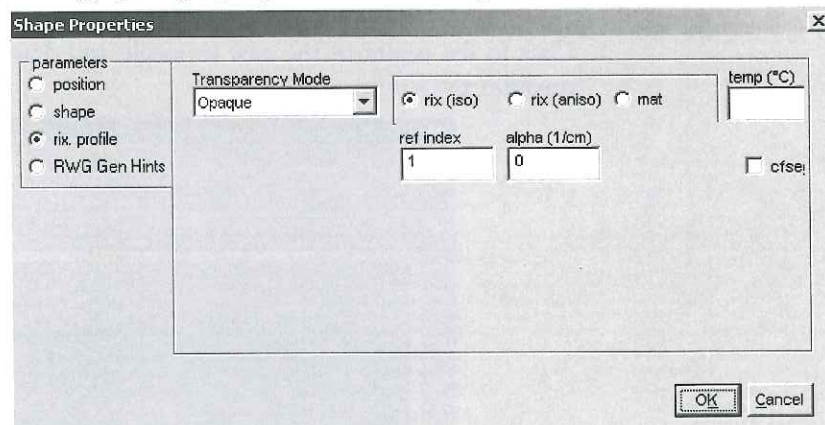 Shape Properties
parameters
position
shape
rix. profile
RWG Gen Hints
Transparency Mode
Opaque
rix (iso) rix (aniso) mat
temp (°C)
ref index alpha (1/cm)
1 0
OK Cancel